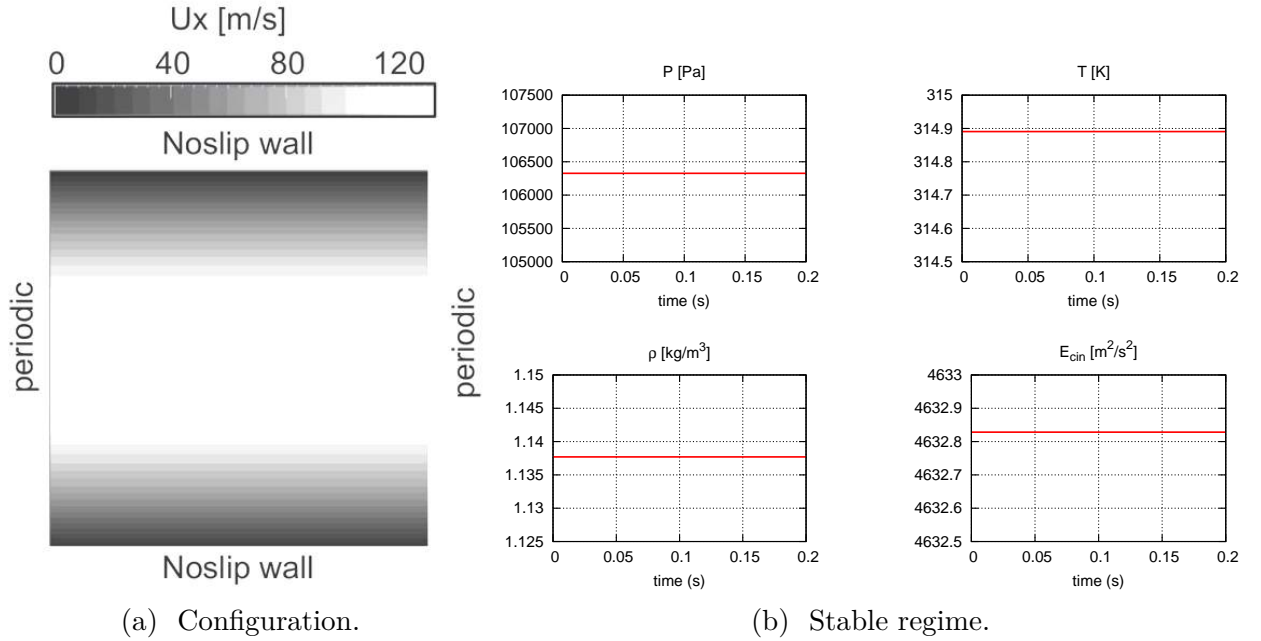 Ux [m/s]
0 40 80 120
Noslip wall
periodic
periodic
Noslip wall
(a) Configuration.
P [Pa]
107500
107000
106500
106000
105500
105000
0 0.05 0.1 0.15 0.2
time (s)
T [K]
315
314.9
314.8
314.7
314.6
314.5
0 0.05 0.1 0.15 0.2
time (s)
ρ [kg/m³]
1.15
1.145
1.14
1.135
1.13
1.125
0 0.05 0.1 0.15 0.2
time (s)
E_cin [m²/s²]
4633
4632.9
4632.8
4632.7
4632.6
4632.5
0 0.05 0.1 0.15 0.2
time (s)
(b) Stable regime.